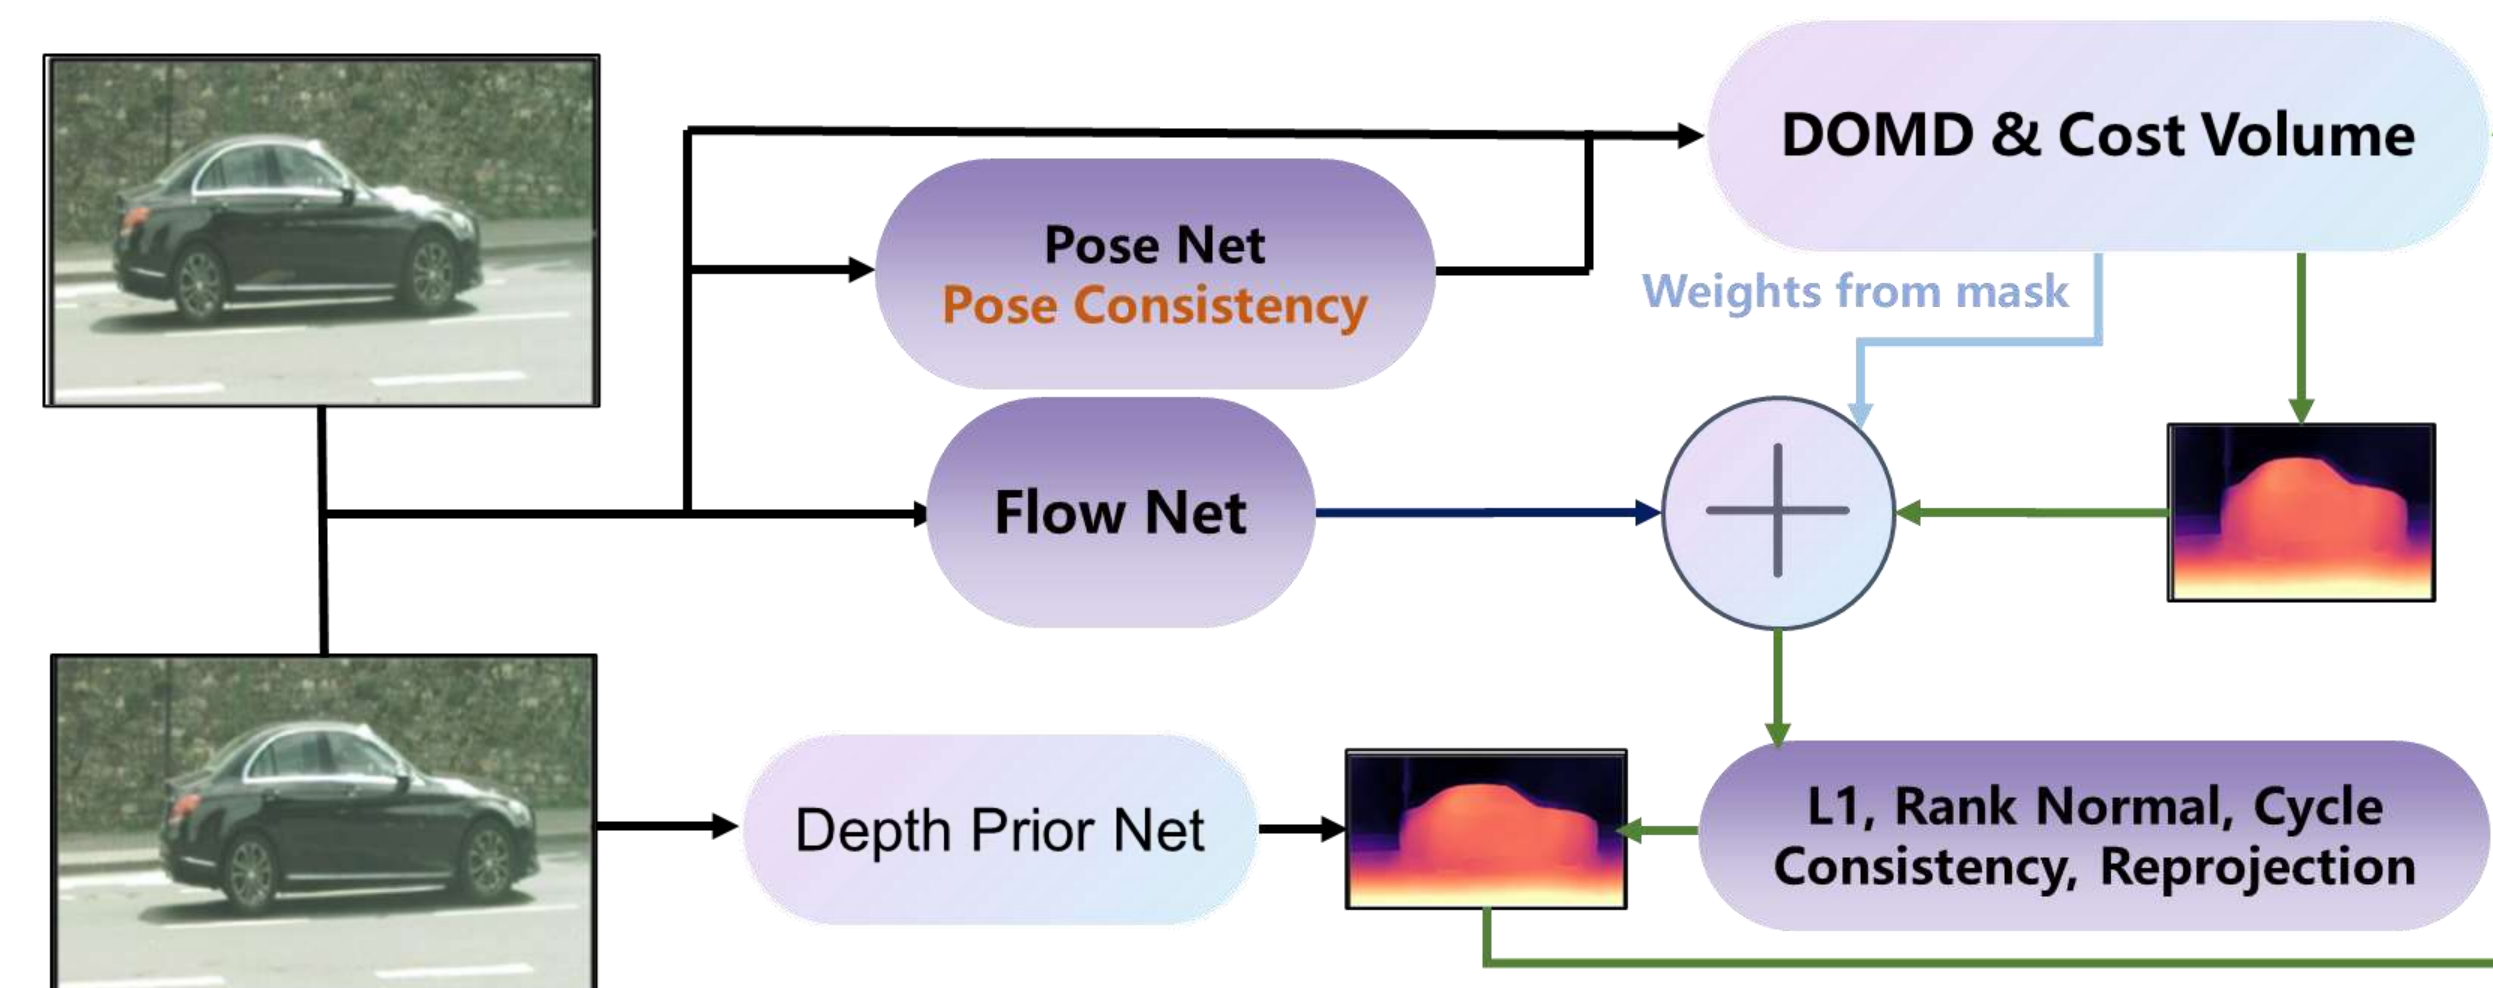 DOMD & Cost Volume
Pose Net
Pose Consistency
Weights from mask
Flow Net
Depth Prior Net
L1, Rank Normal, Cycle
Consistency, Reprojection